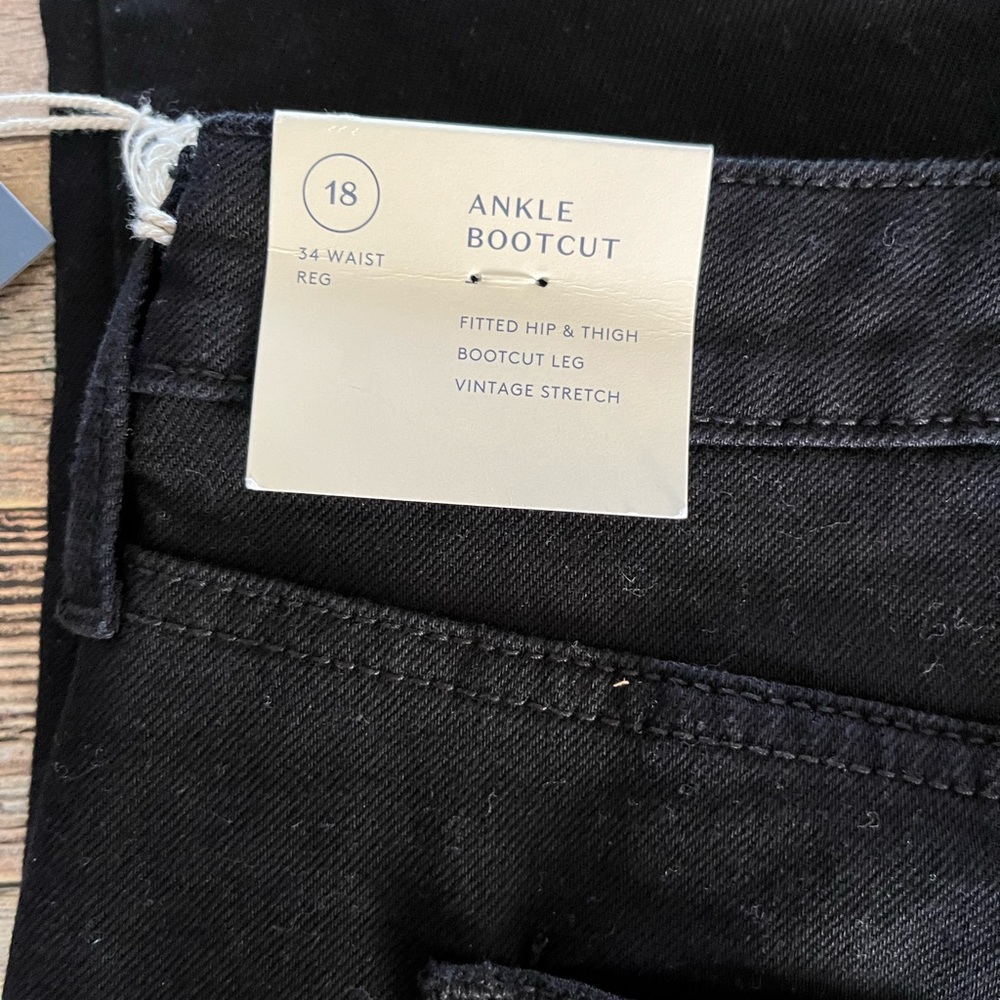 18
34 WAIST
REG
ANKLE
BOOTCUT
FITTED HIP & THIGH
BOOTCUT LEG
VINTAGE STRETCH